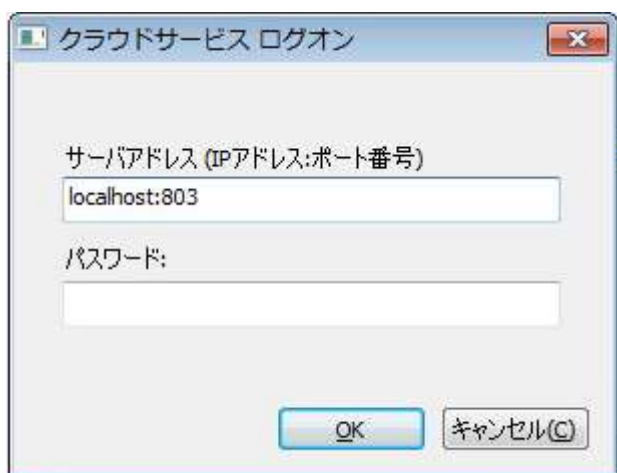 クラウドサービス ログオン
サーバアドレス (IPアドレス:ポート番号)
localhost:803
パスワード:
OK
キャンセル(C)